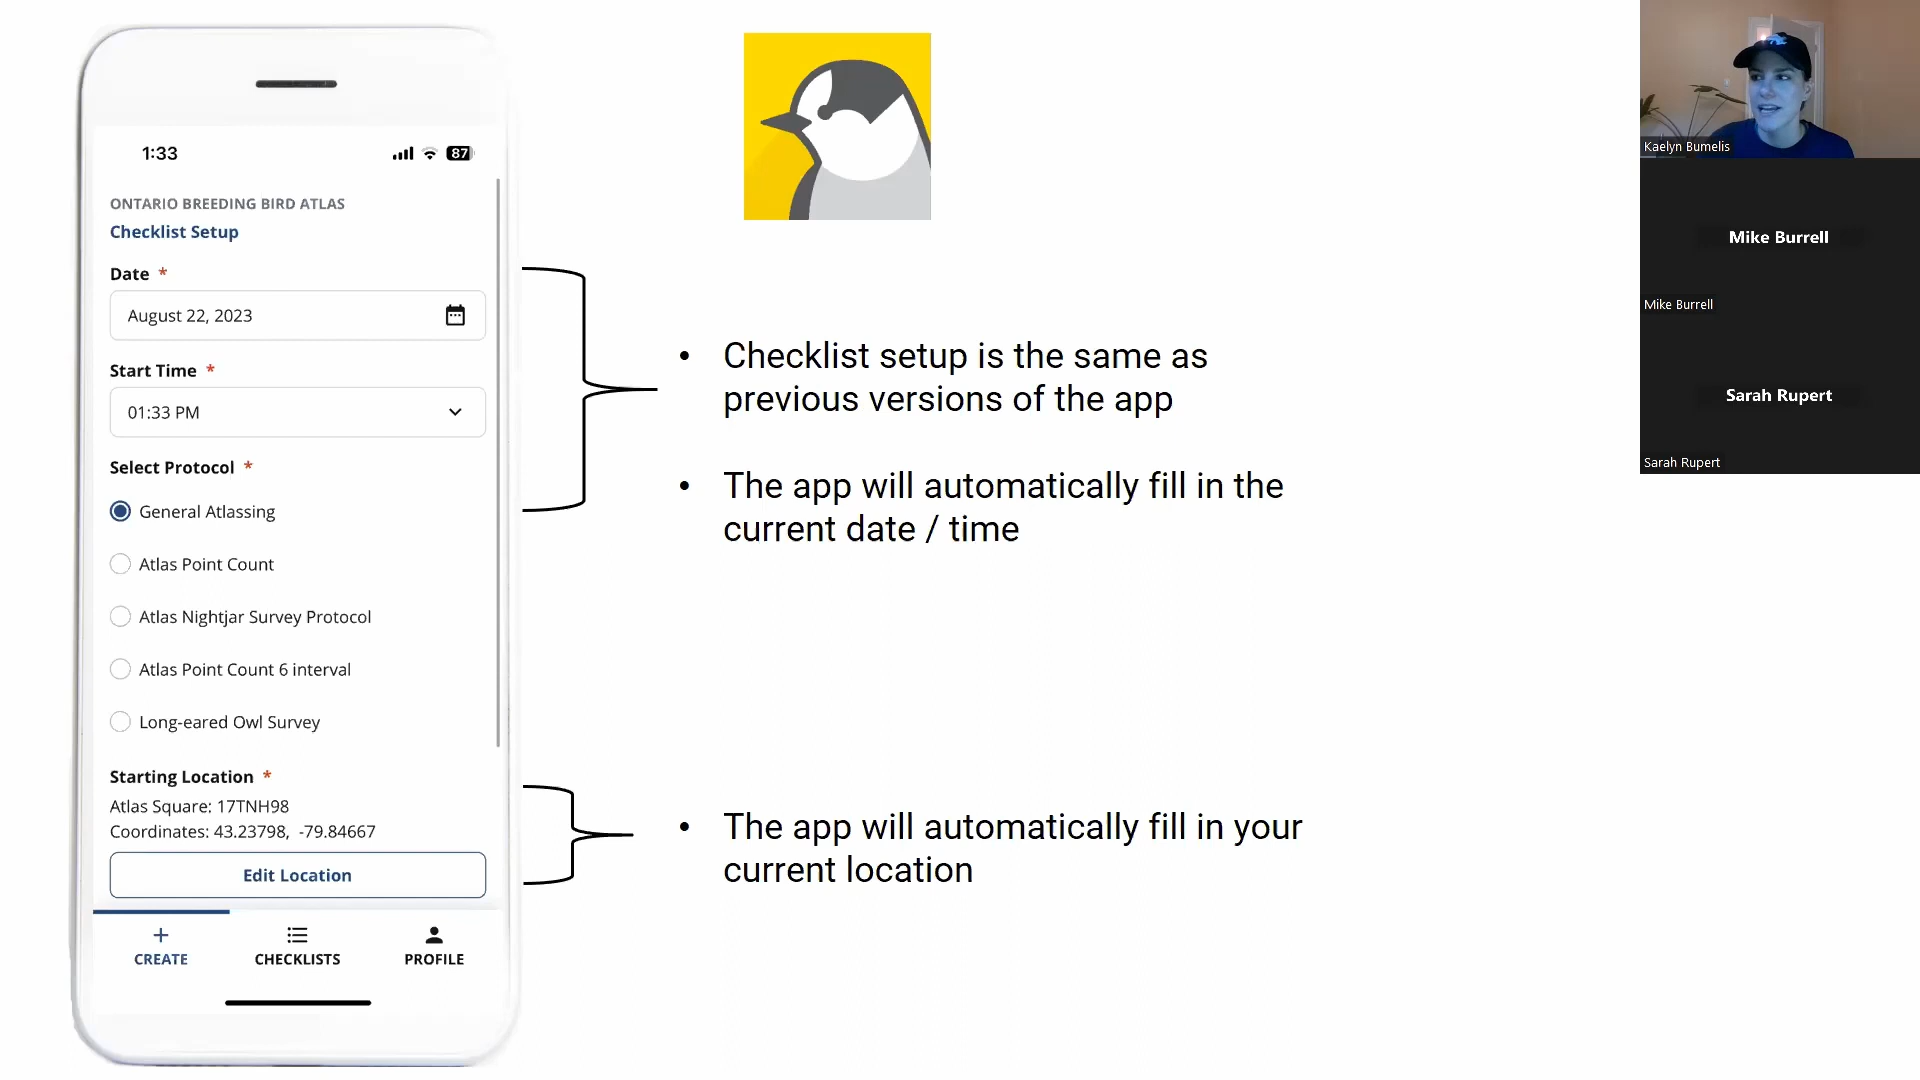 1:33
87
ONTARIO BREEDING BIRD ATLAS
Checklist Setup
Date *
August 22, 2023
Start Time *
01:33 PM
Select Protocol *
General Atlassing
Atlas Point Count
Atlas Nightjar Survey Protocol
Atlas Point Count 6 interval
Long-eared Owl Survey
Starting Location *
Atlas Square: 17TNH98
Coordinates: 43.23798, -79.84667
Edit Location
CREATE
CHECKLISTS
PROFILE
• Checklist setup is the same as
previous versions of the app
• The app will automatically fill in the
current date / time
• The app will automatically fill in your
current location
Kaelyn Bumelis
Mike Burrell
Mike Burrell
Sarah Rupert
Sarah Rupert